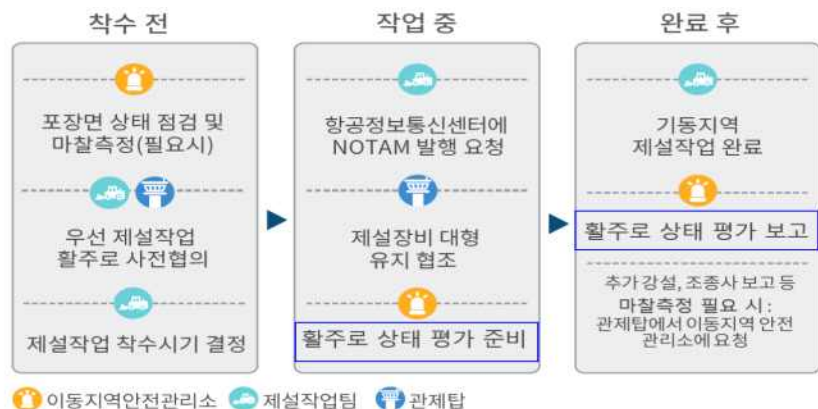 착수 전
포장면 상태 점검 및
마찰측정(필요시)
우선 제설작업
활주로 사전협의
제설작업 착수시기 결정
작업 중
항공정보통신센터에
NOTAM 발행 요청
제설장비 대형
유지 협조
활주로 상태 평가 준비
완료 후
기동지역
제설작업 완료
활주로 상태 평가 보고
추가 강설, 조종사 보고 등
마찰측정 필요 시:
관제탑에서 이동지역 안전
관리소에 요청
이동지역안전관리소 제설작업팀 관제탑